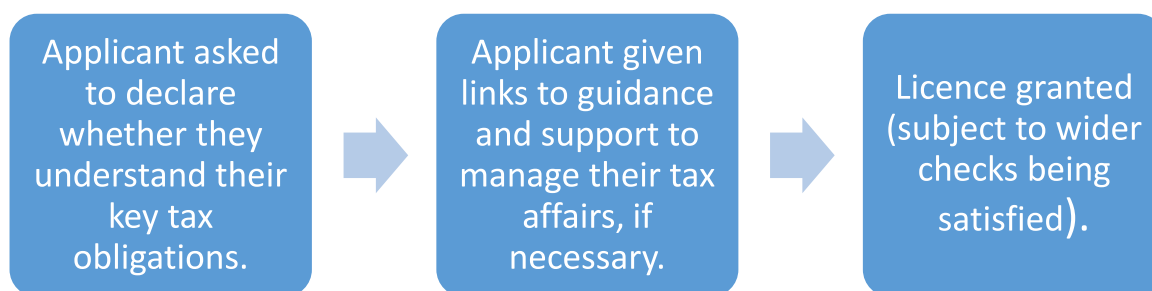 Applicant asked
to declare
whether they
understand their
key tax
obligations.
Applicant given
links to guidance
and support to
manage their tax
affairs, if
necessary.
Licence granted
(subject to wider
checks being
satisfied).